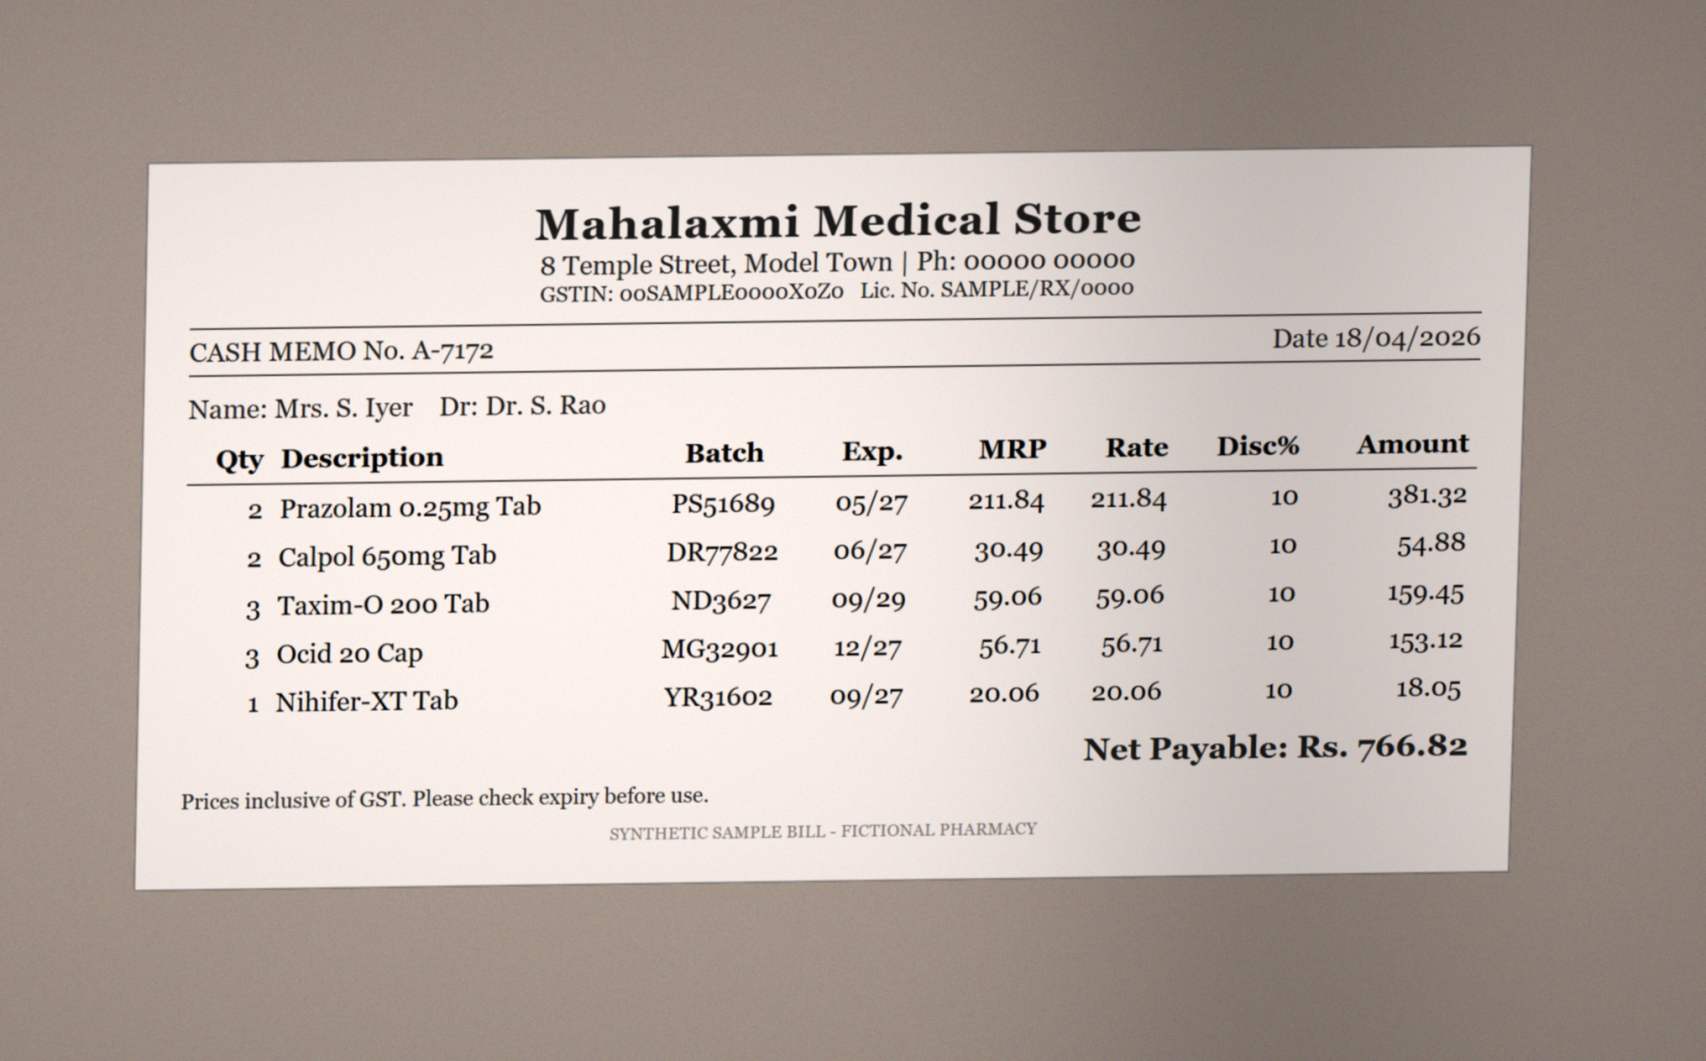 Mahalaxmi Medical Store
8 Temple Street, Model Town | Ph: 00000 00000
GSTIN: 00SAMPLE0000X0Z0 Lic. No. SAMPLE/RX/0000
CASH MEMO No. A-7172 Date 18/04/2026
Name: Mrs. S. Iyer Dr: Dr. S. Rao
Qty Description Batch Exp. MRP Rate Disc% Amount
2 Prazolam 0.25mg Tab PS51689 05/27 211.84 211.84 10 381.32
2 Calpol 650mg Tab DR77822 06/27 30.49 30.49 10 54.88
3 Taxim-O 200 Tab ND3627 09/29 59.06 59.06 10 159.45
3 Ocid 20 Cap MG32901 12/27 56.71 56.71 10 153.12
1 Nihifer-XT Tab YR31602 09/27 20.06 20.06 10 18.05
Net Payable: Rs. 766.82
Prices inclusive of GST. Please check expiry before use.
SYNTHETIC SAMPLE BILL - FICTIONAL PHARMACY